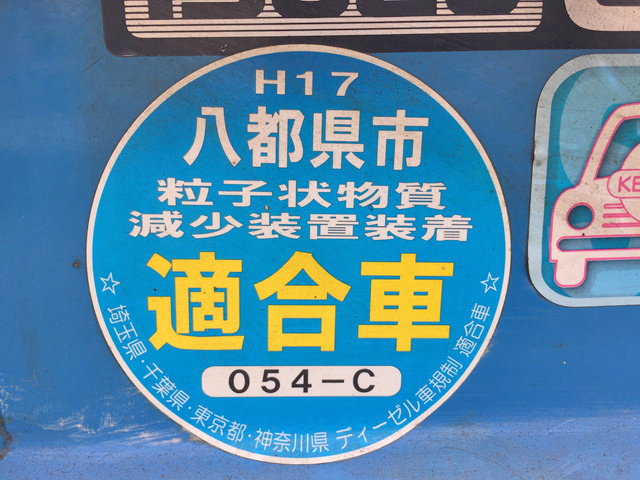 H17
八都県市
粒子状物質
減少装置装着
適合車
054-C
☆埼玉県・千葉県・東京都・神奈川県 ディーゼル車規制 適合車☆
KE